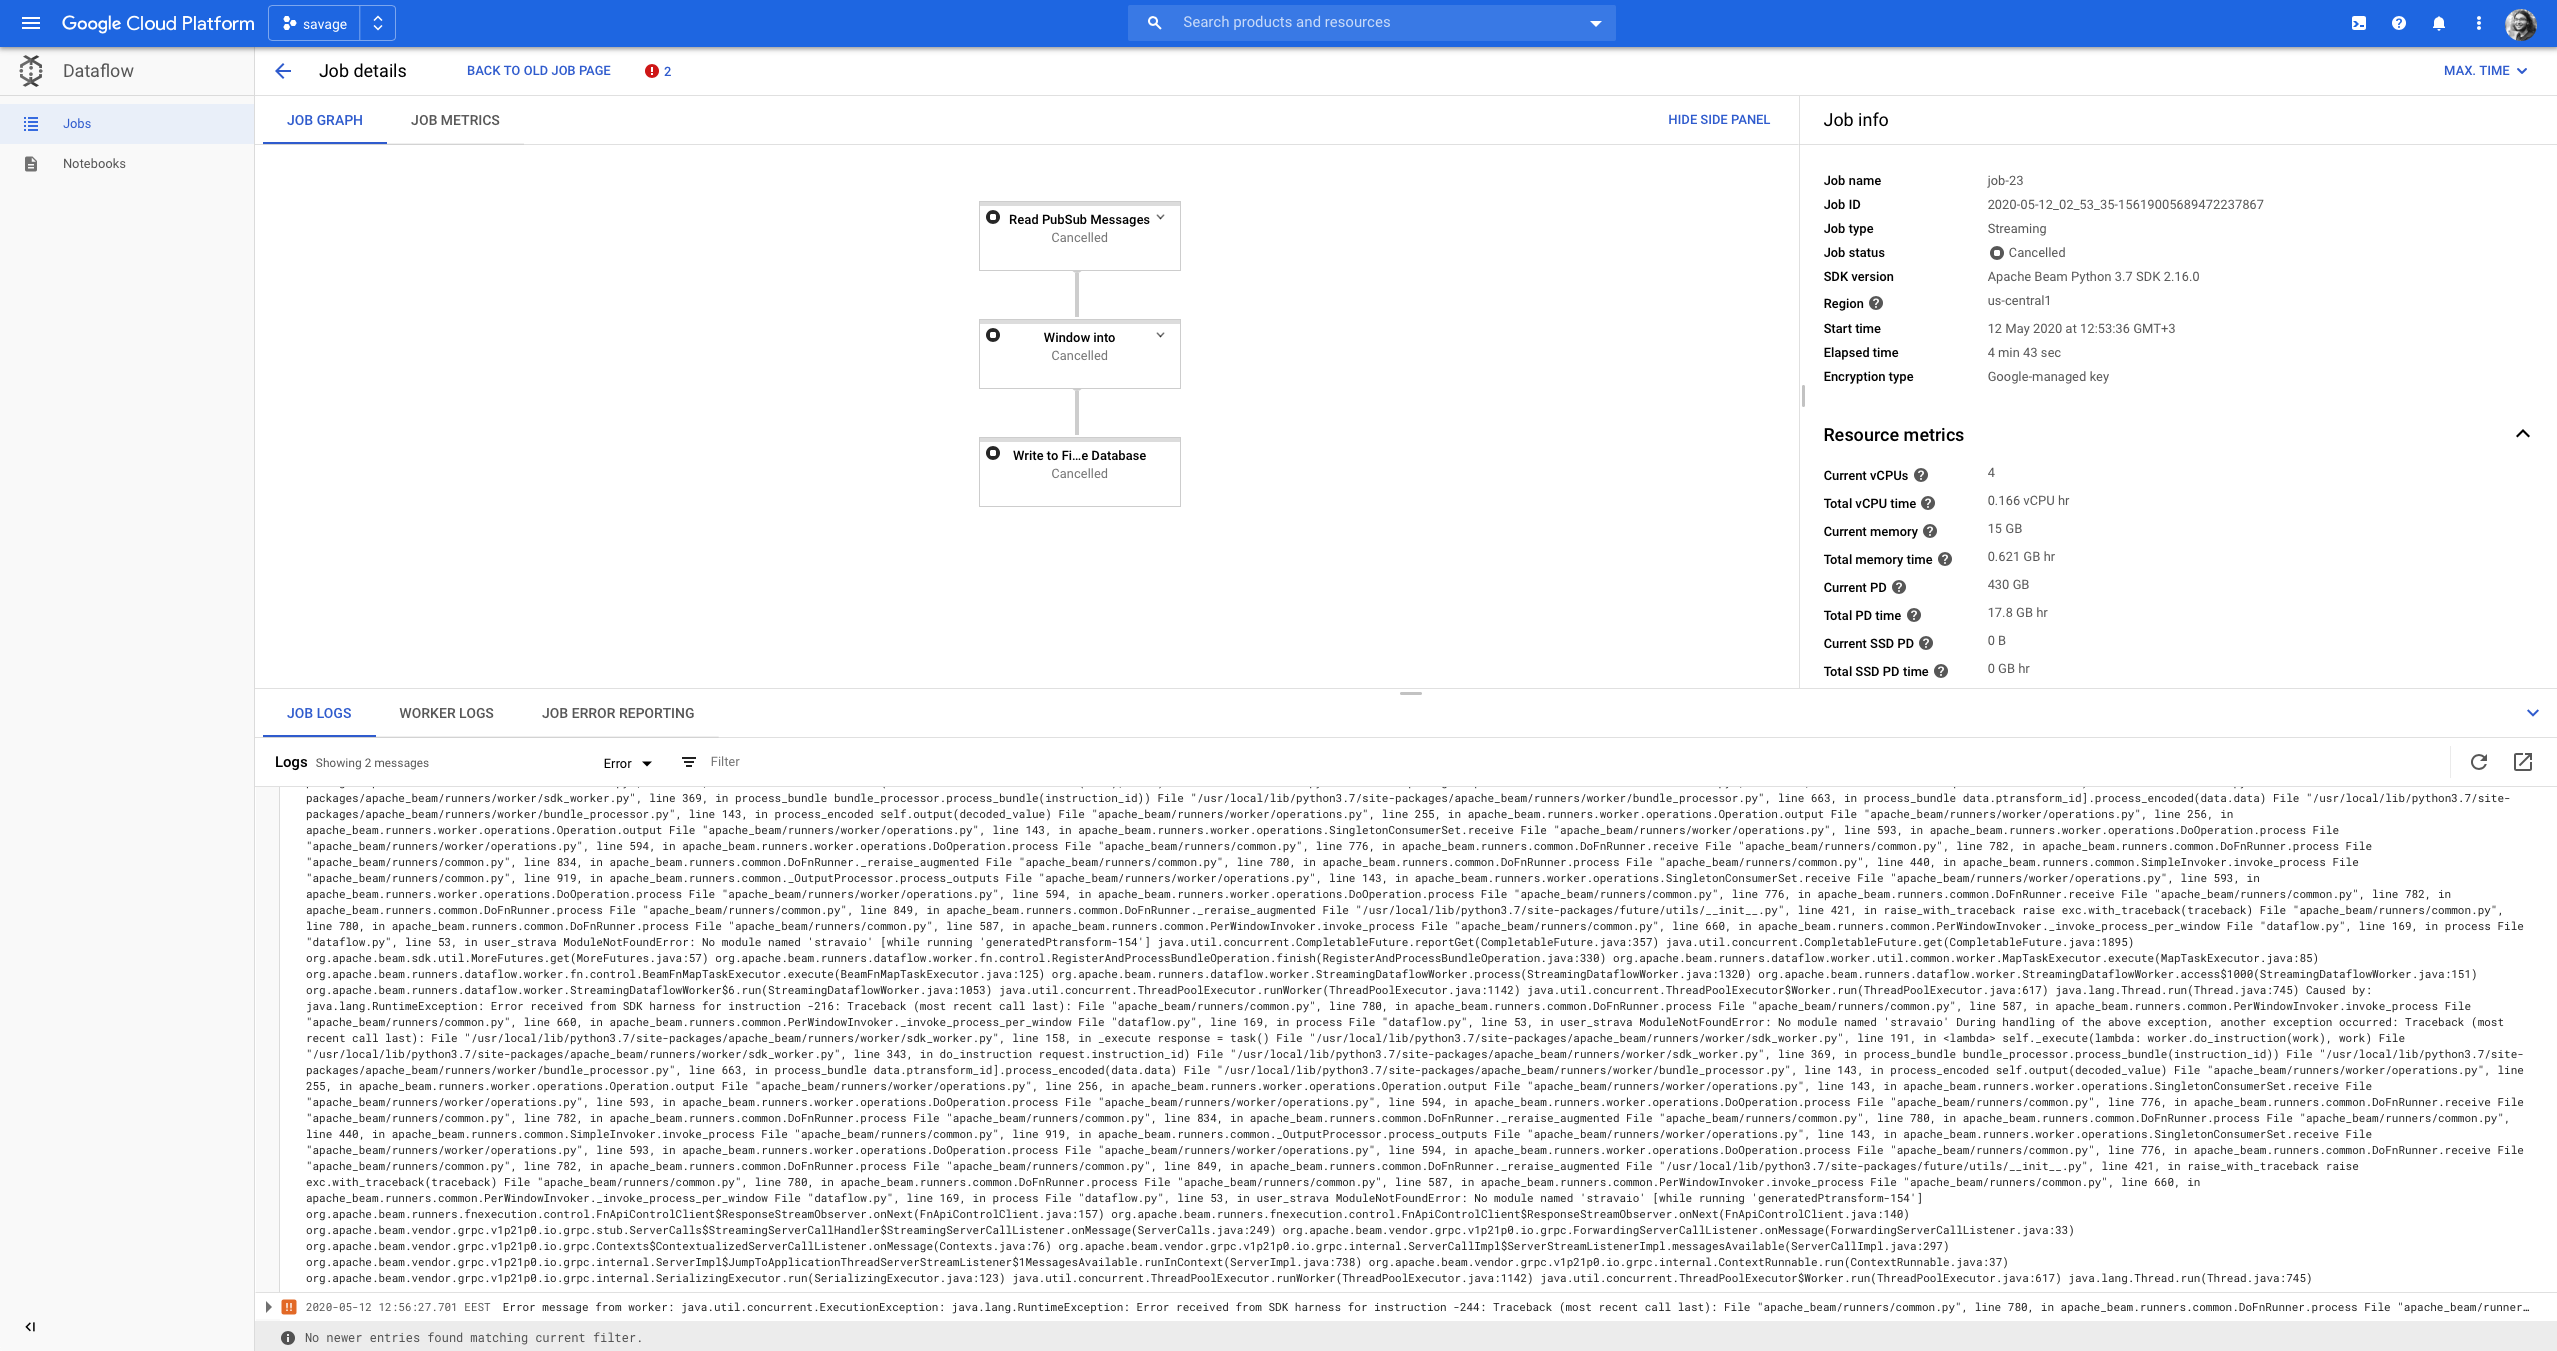 Google Cloud Platform
savage
Search products and resources
Dataflow
Job details
BACK TO OLD JOB PAGE
2
MAX. TIME
Jobs
Notebooks
JOB GRAPH
JOB METRICS
HIDE SIDE PANEL
Read PubSub Messages
Cancelled
Window into
Cancelled
Write to Fi...e Database
Cancelled
Job info
Job name job-23
Job ID 2020-05-12_02_53_35-15619005689472237867
Job type Streaming
Job status Cancelled
SDK version Apache Beam Python 3.7 SDK 2.16.0
Region us-central1
Start time 12 May 2020 at 12:53:36 GMT+3
Elapsed time 4 min 43 sec
Encryption type Google-managed key
Resource metrics
Current vCPUs 4
Total vCPU time 0.166 vCPU hr
Current memory 15 GB
Total memory time 0.621 GB hr
Current PD 430 GB
Total PD time 17.8 GB hr
Current SSD PD 0 B
Total SSD PD time 0 GB hr
JOB LOGS
WORKER LOGS
JOB ERROR REPORTING
Logs Showing 2 messages
Error
Filter
packages/apache_beam/runners/worker/sdk_worker.py", line 369, in process_bundle bundle_processor.process_bundle(instruction_id)) File "/usr/local/lib/python3.7/site-packages/apache_beam/runners/worker/bundle_processor.py", line 663, in process_bundle data.ptransform_id].process_encoded(data.data) File "/usr/local/lib/python3.7/site-
packages/apache_beam/runners/worker/bundle_processor.py", line 143, in process_encoded self.output(decoded_value) File "apache_beam/runners/worker/operations.py", line 255, in apache_beam.runners.worker.operations.Operation.output File "apache_beam/runners/worker/operations.py", line 256, in
apache_beam.runners.worker.operations.Operation.output File "apache_beam/runners/worker/operations.py", line 143, in apache_beam.runners.worker.operations.SingletonConsumerSet.receive File "apache_beam/runners/worker/operations.py", line 593, in apache_beam.runners.worker.operations.DoOperation.process File
"apache_beam/runners/worker/operations.py", line 594, in apache_beam.runners.worker.operations.DoOperation.process File "apache_beam/runners/common.py", line 776, in apache_beam.runners.common.DoFnRunner.receive File "apache_beam/runners/common.py", line 782, in apache_beam.runners.common.DoFnRunner.process File
"apache_beam/runners/common.py", line 834, in apache_beam.runners.common.DoFnRunner._reraise_augmented File "apache_beam/runners/common.py", line 780, in apache_beam.runners.common.DoFnRunner.process File "apache_beam/runners/common.py", line 440, in apache_beam.runners.common.SimpleInvoker.invoke_process File
"apache_beam/runners/common.py", line 919, in apache_beam.runners.common._OutputProcessor.process_outputs File "apache_beam/runners/worker/operations.py", line 143, in apache_beam.runners.worker.operations.SingletonConsumerSet.receive File "apache_beam/runners/worker/operations.py", line 593, in
apache_beam.runners.worker.operations.DoOperation.process File "apache_beam/runners/worker/operations.py", line 594, in apache_beam.runners.worker.operations.DoOperation.process File "apache_beam/runners/common.py", line 776, in apache_beam.runners.common.DoFnRunner.receive File "apache_beam/runners/common.py", line 782, in
apache_beam.runners.common.DoFnRunner.process File "apache_beam/runners/common.py", line 849, in apache_beam.runners.common.DoFnRunner._reraise_augmented File "/usr/local/lib/python3.7/site-packages/future/utils/__init__.py", line 421, in raise_with_traceback raise exc.with_traceback(traceback) File "apache_beam/runners/common.py",
line 780, in apache_beam.runners.common.DoFnRunner.process File "apache_beam/runners/common.py", line 587, in apache_beam.runners.common.PerWindowInvoker.invoke_process File "apache_beam/runners/common.py", line 660, in apache_beam.runners.common.PerWindowInvoker._invoke_process_per_window File "dataflow.py", line 169, in process File
"dataflow.py", line 53, in user_strava ModuleNotFoundError: No module named 'stravaio' [while running 'generatedPtransform-154'] java.util.concurrent.CompletableFuture.reportGet(CompletableFuture.java:357) java.util.concurrent.CompletableFuture.get(CompletableFuture.java:1895)
org.apache.beam.sdk.util.MoreFutures.get(MoreFutures.java:57) org.apache.beam.runners.dataflow.worker.fn.control.RegisterAndProcessBundleOperation.finish(RegisterAndProcessBundleOperation.java:330) org.apache.beam.runners.dataflow.worker.util.common.worker.MapTaskExecutor.execute(MapTaskExecutor.java:85)
org.apache.beam.runners.dataflow.worker.fn.control.BeamFnMapTaskExecutor.execute(BeamFnMapTaskExecutor.java:125) org.apache.beam.runners.dataflow.worker.StreamingDataflowWorker.process(StreamingDataflowWorker.java:1320) org.apache.beam.runners.dataflow.worker.StreamingDataflowWorker.access$1000(StreamingDataflowWorker.java:151)
org.apache.beam.runners.dataflow.worker.StreamingDataflowWorker$6.run(StreamingDataflowWorker.java:1053) java.util.concurrent.ThreadPoolExecutor.runWorker(ThreadPoolExecutor.java:1142) java.util.concurrent.ThreadPoolExecutor$Worker.run(ThreadPoolExecutor.java:617) java.lang.Thread.run(Thread.java:745) Caused by:
java.lang.RuntimeException: Error received from SDK harness for instruction -216: Traceback (most recent call last): File "apache_beam/runners/common.py", line 780, in apache_beam.runners.common.DoFnRunner.process File "apache_beam/runners/common.py", line 587, in apache_beam.runners.common.PerWindowInvoker.invoke_process File
"apache_beam/runners/common.py", line 660, in apache_beam.runners.common.PerWindowInvoker._invoke_process_per_window File "dataflow.py", line 169, in process File "dataflow.py", line 53, in user_strava ModuleNotFoundError: No module named 'stravaio' During handling of the above exception, another exception occurred: Traceback (most
recent call last): File "/usr/local/lib/python3.7/site-packages/apache_beam/runners/worker/sdk_worker.py", line 158, in _execute response = task() File "/usr/local/lib/python3.7/site-packages/apache_beam/runners/worker/sdk_worker.py", line 191, in <lambda> self._execute(lambda: worker.do_instruction(work), work) File
"/usr/local/lib/python3.7/site-packages/apache_beam/runners/worker/sdk_worker.py", line 343, in do_instruction request.instruction_id) File "/usr/local/lib/python3.7/site-packages/apache_beam/runners/worker/sdk_worker.py", line 369, in process_bundle bundle_processor.process_bundle(instruction_id)) File "/usr/local/lib/python3.7/site-
packages/apache_beam/runners/worker/bundle_processor.py", line 663, in process_bundle data.ptransform_id].process_encoded(data.data) File "/usr/local/lib/python3.7/site-packages/apache_beam/runners/worker/bundle_processor.py", line 143, in process_encoded self.output(decoded_value) File "apache_beam/runners/worker/operations.py", line
255, in apache_beam.runners.worker.operations.Operation.output File "apache_beam/runners/worker/operations.py", line 256, in apache_beam.runners.worker.operations.Operation.output File "apache_beam/runners/worker/operations.py", line 143, in apache_beam.runners.worker.operations.SingletonConsumerSet.receive File
"apache_beam/runners/worker/operations.py", line 593, in apache_beam.runners.worker.operations.DoOperation.process File "apache_beam/runners/worker/operations.py", line 594, in apache_beam.runners.worker.operations.DoOperation.process File "apache_beam/runners/common.py", line 776, in apache_beam.runners.common.DoFnRunner.receive File
"apache_beam/runners/common.py", line 782, in apache_beam.runners.common.DoFnRunner.process File "apache_beam/runners/common.py", line 834, in apache_beam.runners.common.DoFnRunner._reraise_augmented File "apache_beam/runners/common.py", line 780, in apache_beam.runners.common.DoFnRunner.process File "apache_beam/runners/common.py",
line 440, in apache_beam.runners.common.SimpleInvoker.invoke_process File "apache_beam/runners/common.py", line 919, in apache_beam.runners.common._OutputProcessor.process_outputs File "apache_beam/runners/worker/operations.py", line 143, in apache_beam.runners.worker.operations.SingletonConsumerSet.receive File
"apache_beam/runners/worker/operations.py", line 593, in apache_beam.runners.worker.operations.DoOperation.process File "apache_beam/runners/worker/operations.py", line 594, in apache_beam.runners.worker.operations.DoOperation.process File "apache_beam/runners/common.py", line 776, in apache_beam.runners.common.DoFnRunner.receive File
"apache_beam/runners/common.py", line 782, in apache_beam.runners.common.DoFnRunner.process File "apache_beam/runners/common.py", line 849, in apache_beam.runners.common.DoFnRunner._reraise_augmented File "/usr/local/lib/python3.7/site-packages/future/utils/__init__.py", line 421, in raise_with_traceback raise
exc.with_traceback(traceback) File "apache_beam/runners/common.py", line 780, in apache_beam.runners.common.DoFnRunner.process File "apache_beam/runners/common.py", line 587, in apache_beam.runners.common.PerWindowInvoker.invoke_process File "apache_beam/runners/common.py", line 660, in
apache_beam.runners.common.PerWindowInvoker._invoke_process_per_window File "dataflow.py", line 169, in process File "dataflow.py", line 53, in user_strava ModuleNotFoundError: No module named 'stravaio' [while running 'generatedPtransform-154']
org.apache.beam.runners.fnexecution.control.FnApiControlClient$ResponseStreamObserver.onNext(FnApiControlClient.java:157) org.apache.beam.runners.fnexecution.control.FnApiControlClient$ResponseStreamObserver.onNext(FnApiControlClient.java:140)
org.apache.beam.vendor.grpc.v1p21p0.io.grpc.stub.ServerCalls$StreamingServerCallHandler$StreamingServerCallListener.onMessage(ServerCalls.java:249) org.apache.beam.vendor.grpc.v1p21p0.io.grpc.ForwardingServerCallListener.onMessage(ForwardingServerCallListener.java:33)
org.apache.beam.vendor.grpc.v1p21p0.io.grpc.Contexts$ContextualizedServerCallListener.onMessage(Contexts.java:76) org.apache.beam.vendor.grpc.v1p21p0.io.grpc.internal.ServerCallImpl$ServerStreamListenerImpl.messagesAvailable(ServerCallImpl.java:297)
org.apache.beam.vendor.grpc.v1p21p0.io.grpc.internal.ServerImpl$JumpToApplicationThreadServerStreamListener$1MessagesAvailable.runInContext(ServerImpl.java:738) org.apache.beam.vendor.grpc.v1p21p0.io.grpc.internal.ContextRunnable.run(ContextRunnable.java:37)
org.apache.beam.vendor.grpc.v1p21p0.io.grpc.internal.SerializingExecutor.run(SerializingExecutor.java:123) java.util.concurrent.ThreadPoolExecutor.runWorker(ThreadPoolExecutor.java:1142) java.util.concurrent.ThreadPoolExecutor$Worker.run(ThreadPoolExecutor.java:617) java.lang.Thread.run(Thread.java:745)
2020-05-12 12:56:27.701 EEST Error message from worker: java.util.concurrent.ExecutionException: java.lang.RuntimeException: Error received from SDK harness for instruction -244: Traceback (most recent call last): File "apache_beam/runners/common.py", line 780, in apache_beam.runners.common.DoFnRunner.process File "apache_beam/runner...
No newer entries found matching current filter.